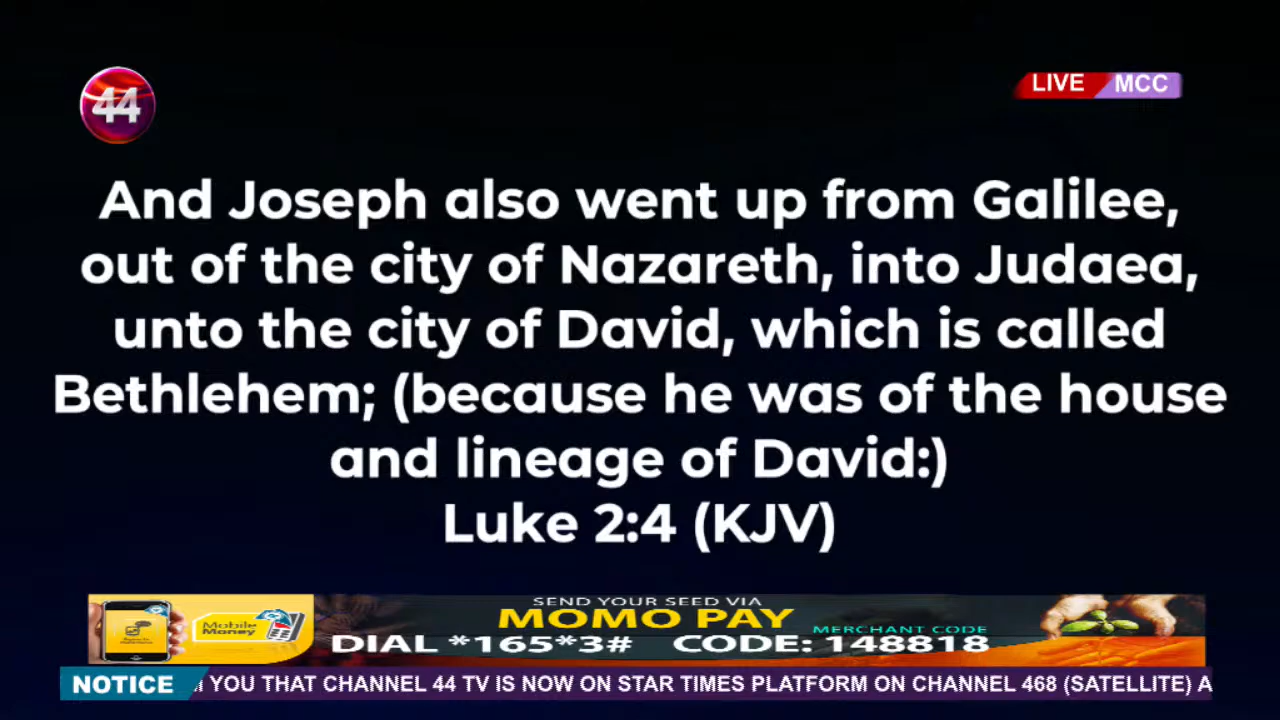 44
LIVE MCC
And Joseph also went up from Galilee,
out of the city of Nazareth, into Judaea,
unto the city of David, which is called
Bethlehem; (because he was of the house
and lineage of David:)
Luke 2:4 (KJV)
SEND YOUR SEED VIA
MOMO PAY
Mobile
Money
MERCHANT CODE
DIAL *165*3# CODE: 148818
NOTICE YOU THAT CHANNEL 44 TV IS NOW ON STAR TIMES PLATFORM ON CHANNEL 468 (SATELLITE) A